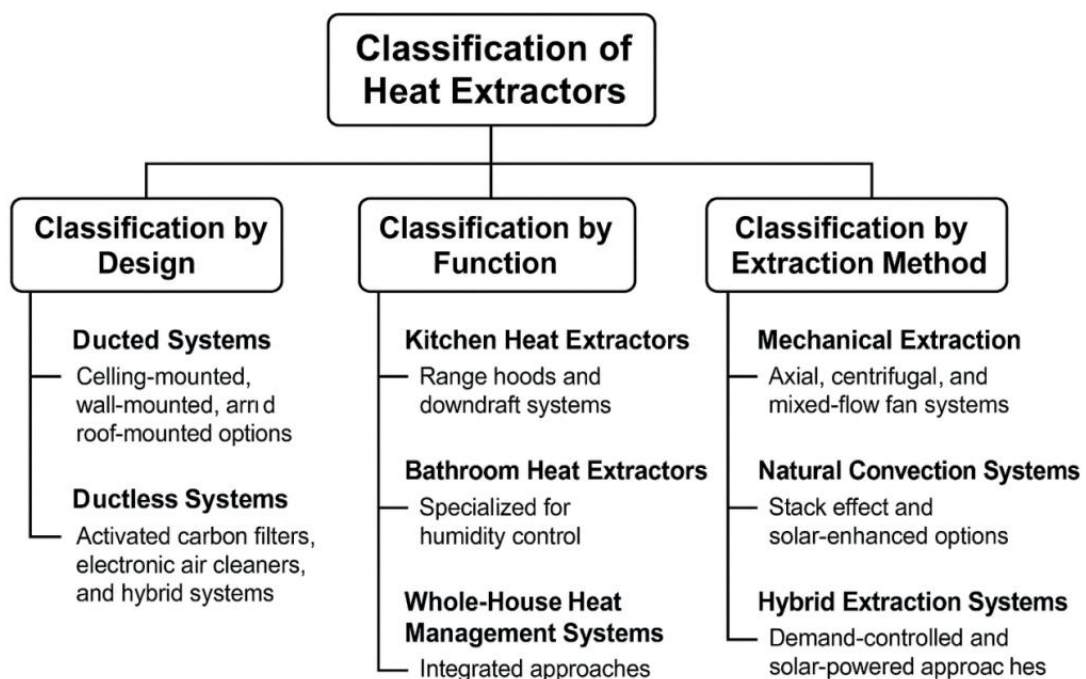 Classification of
Heat Extractors
Classification by
Design
Ducted Systems
Celling-mounted,
wall-mounted, arrıd
roof-mounted options
Ductless Systems
Activated carbon filters,
electronic air cleaners,
and hybrid systems
Classification by
Function
Kitchen Heat Extractors
Range hoods and
downdraft systems
Bathroom Heat Extractors
Specialized for
humidity control
Whole-House Heat
Management Systems
Integrated approaches
Classification by
Extraction Method
Mechanical Extraction
Axial, centrifugal, and
mixed-flow fan systems
Natural Convection Systems
Stack effect and
solar-enhanced options
Hybrid Extraction Systems
Demand-controlled and
solar-powered approac hes